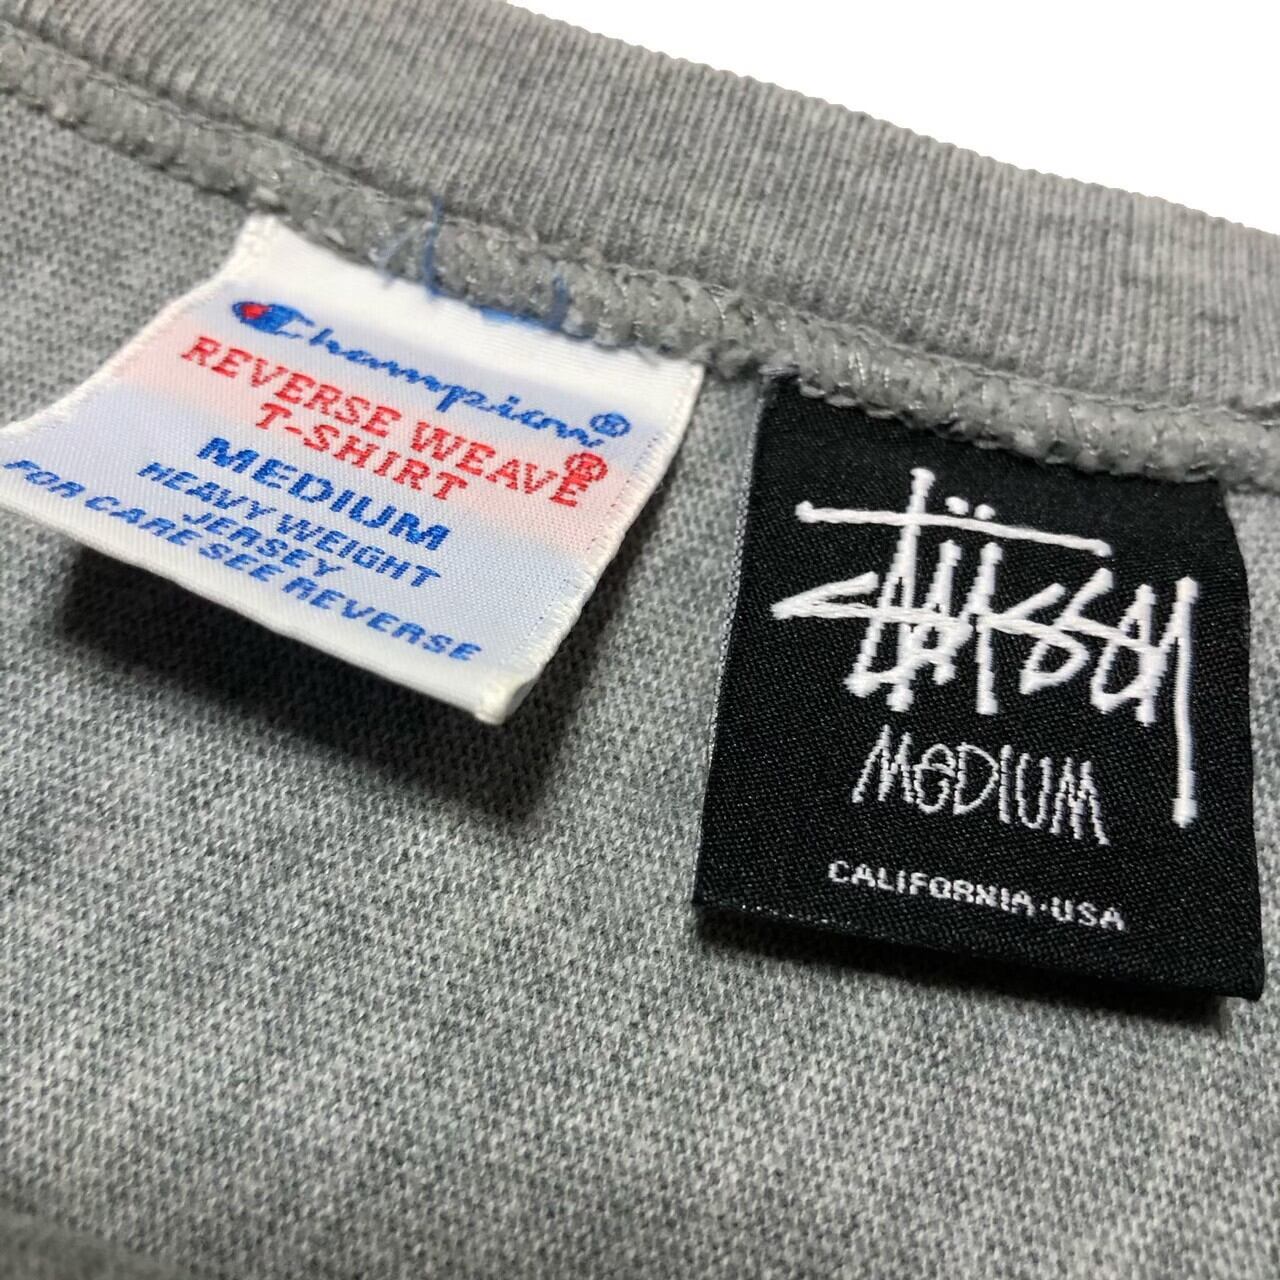 Champion®
REVERSE WEAVE®
T-SHIRT
MEDIUM
HEAVY WEIGHT
JERSEY
FOR CARE SEE REVERSE
Stüssy
MeDIUM
CALIFORNIA·USA